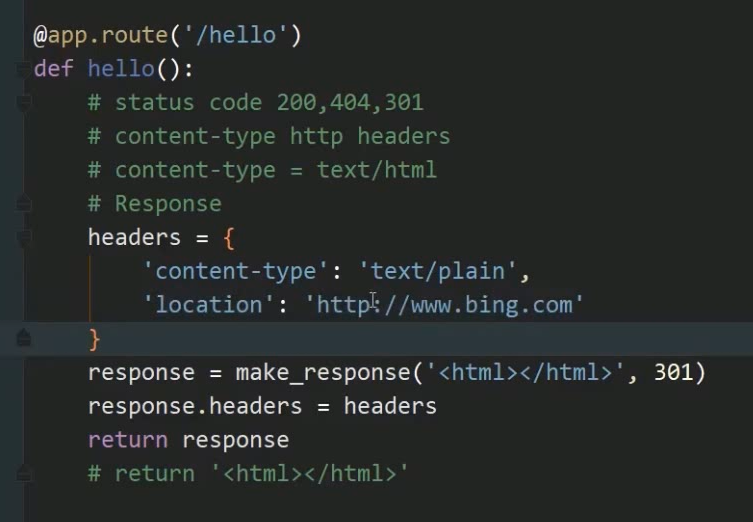 @app.route('/hello')
def hello():
    # status code 200,404,301
    # content-type http headers
    # content-type = text/html
    # Response
    headers = {
        'content-type': 'text/plain',
        'location': 'http://www.bing.com'
    }
    response = make_response('<html></html>', 301)
    response.headers = headers
    return response
    # return '<html></html>'